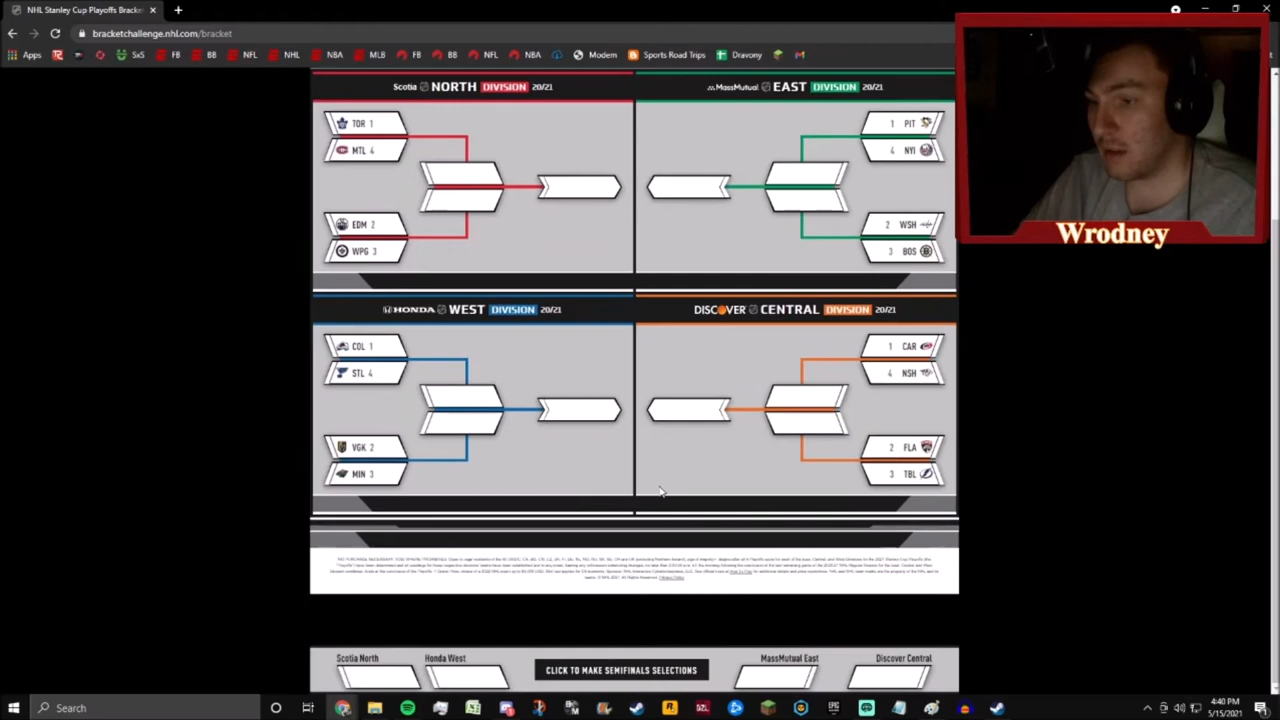 NHL Stanley Cup Playoffs Bracke
bracketchallenge.nhl.com/bracket
Apps SxS FB BB NFL NHL NBA MLB FB BB NFL NBA Modem Sports Road Trips Dravony
Scotia NORTH DIVISION 20/21
MassMutual EAST DIVISION 20/21
TOR 1
MTL 4
EDM 2
WPG 3
1 PIT
4 NYI
2 WSH
3 BOS
Wrodney
HONDA WEST DIVISION 20/21
DISCOVER CENTRAL DIVISION 20/21
COL 1
STL 4
VGK 2
MIN 3
1 CAR
4 NSH
2 FLA
3 TBL
Scotia North
Honda West
CLICK TO MAKE SEMIFINALS SELECTIONS
MassMutual East
Discover Central
Search
4:40 PM
5/15/2021